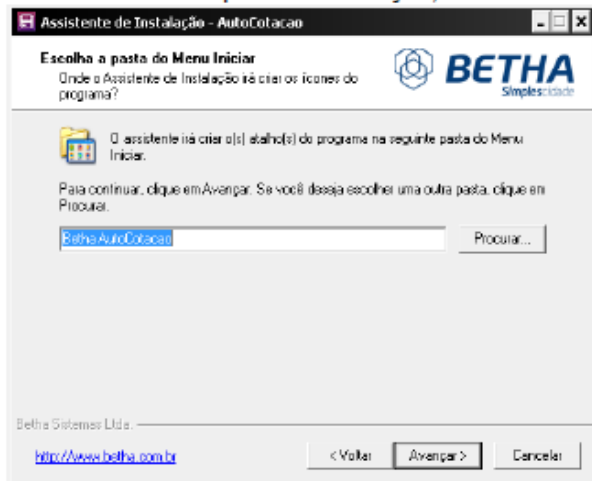 Assistente de Instalação - AutoCotacao
Escolha a pasta do Menu Iniciar
Onde o Assistente de Instalação irá criar os ícones do
programa?
BETHA
Simplescidade
O assistente irá criar o(s) atalho(s) do programa na seguinte pasta do Menu
Iniciar.
Para continuar, clique em Avançar. Se você deseja escolher uma outra pasta, clique em
Procurar.
Betha AutoCotacao
Procurar...
Betha Sistemas Ltda.
http://www.betha.com.br
< Voltar
Avançar >
Cancelar